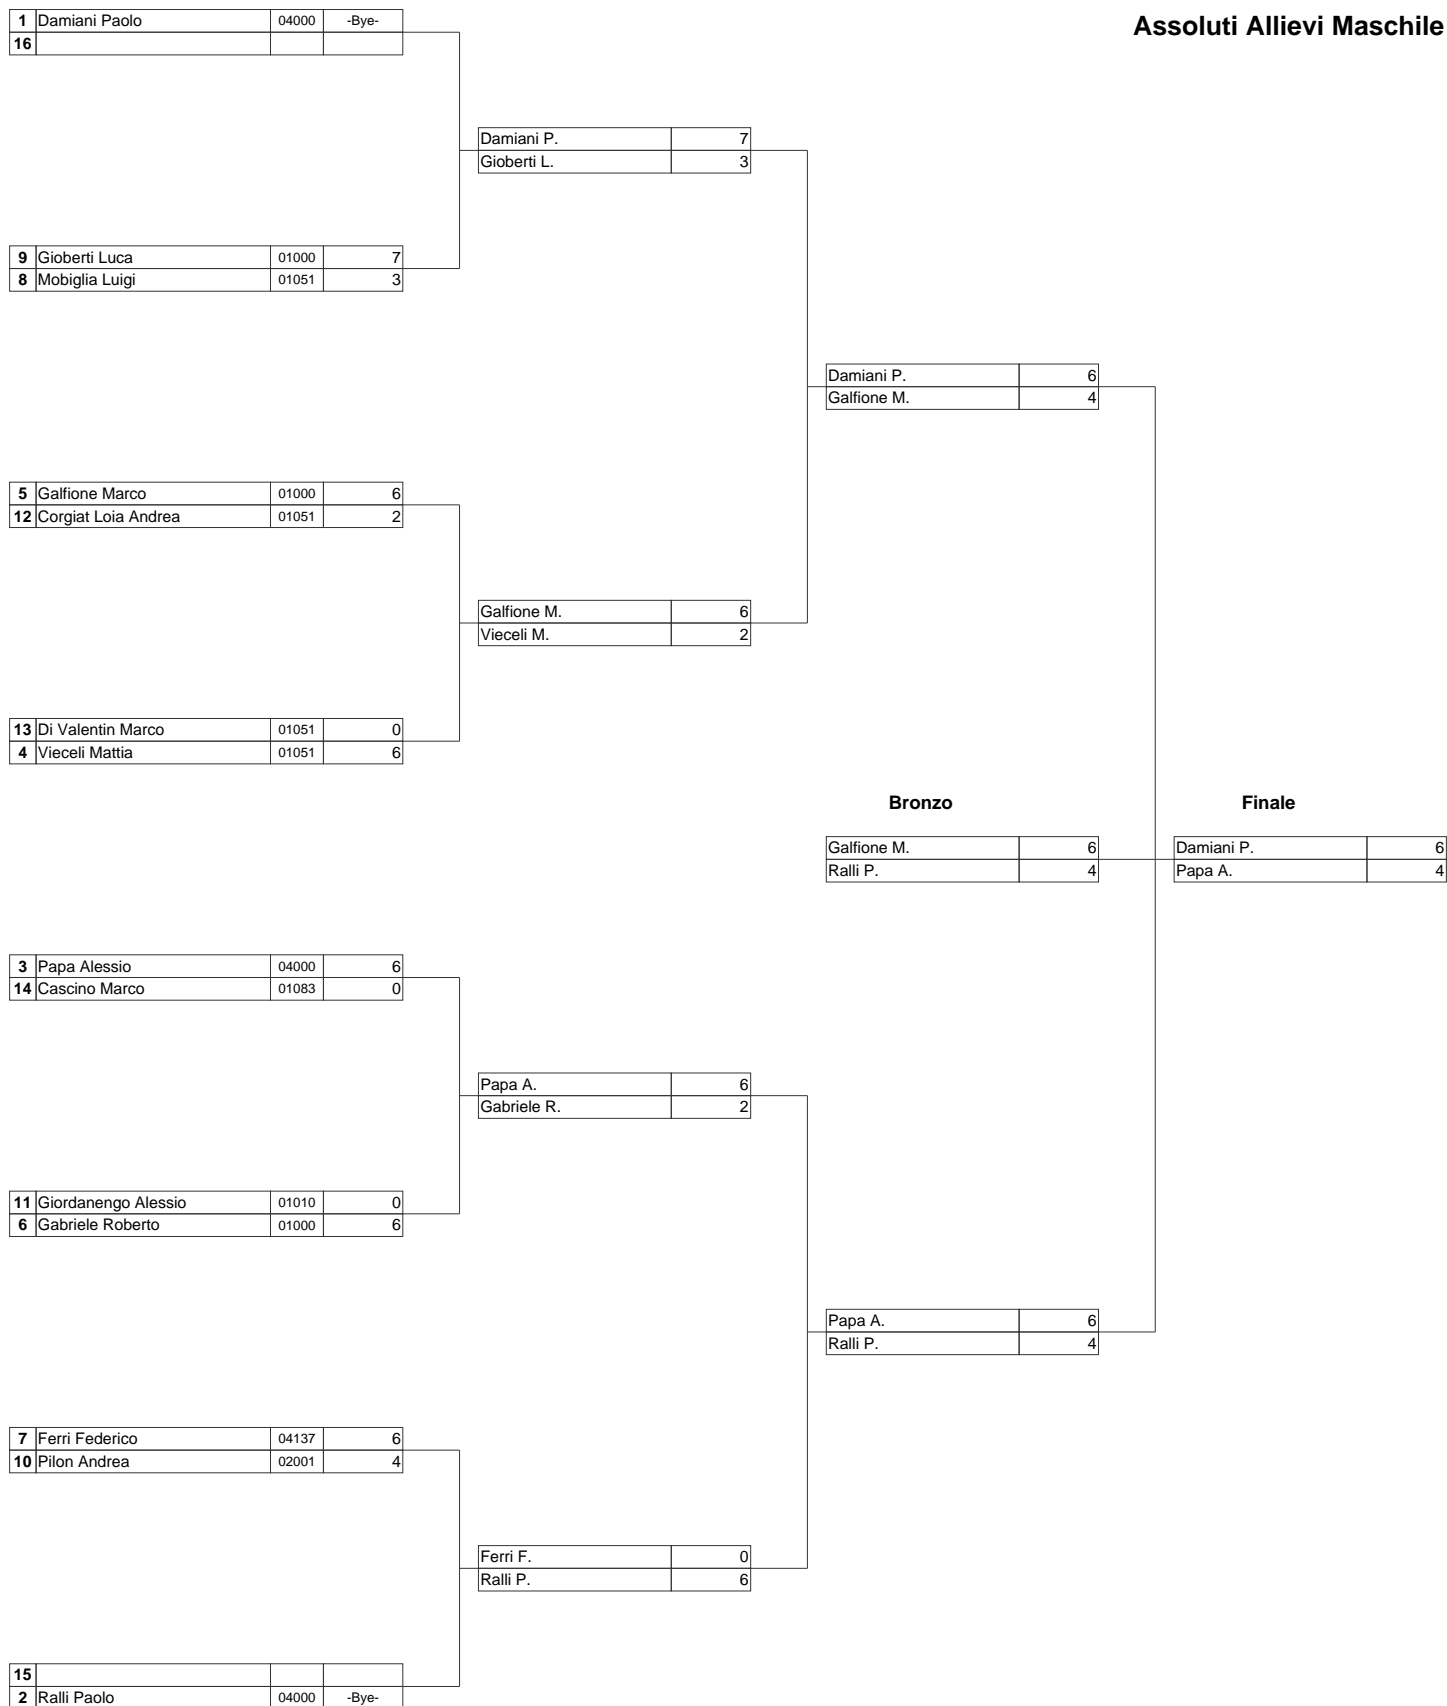 Assoluti Allievi Maschile
1 Damiani Paolo 04000 -Bye-
16
Damiani P. 7
Gioberti L. 3
9 Gioberti Luca 01000 7
8 Mobiglia Luigi 01051 3
Damiani P. 6
Galfione M. 4
5 Galfione Marco 01000 6
12 Corgiat Loia Andrea 01051 2
Galfione M. 6
Vieceli M. 2
13 Di Valentin Marco 01051 0
4 Vieceli Mattia 01051 6
Bronzo Finale
Galfione M. 6 Damiani P. 6
Ralli P. 4 Papa A. 4
3 Papa Alessio 04000 6
14 Cascino Marco 01083 0
Papa A. 6
Gabriele R. 2
11 Giordanengo Alessio 01010 0
6 Gabriele Roberto 01000 6
Papa A. 6
Ralli P. 4
7 Ferri Federico 04137 6
10 Pilon Andrea 02001 4
Ferri F. 0
Ralli P. 6
15
2 Ralli Paolo 04000 -Bye-